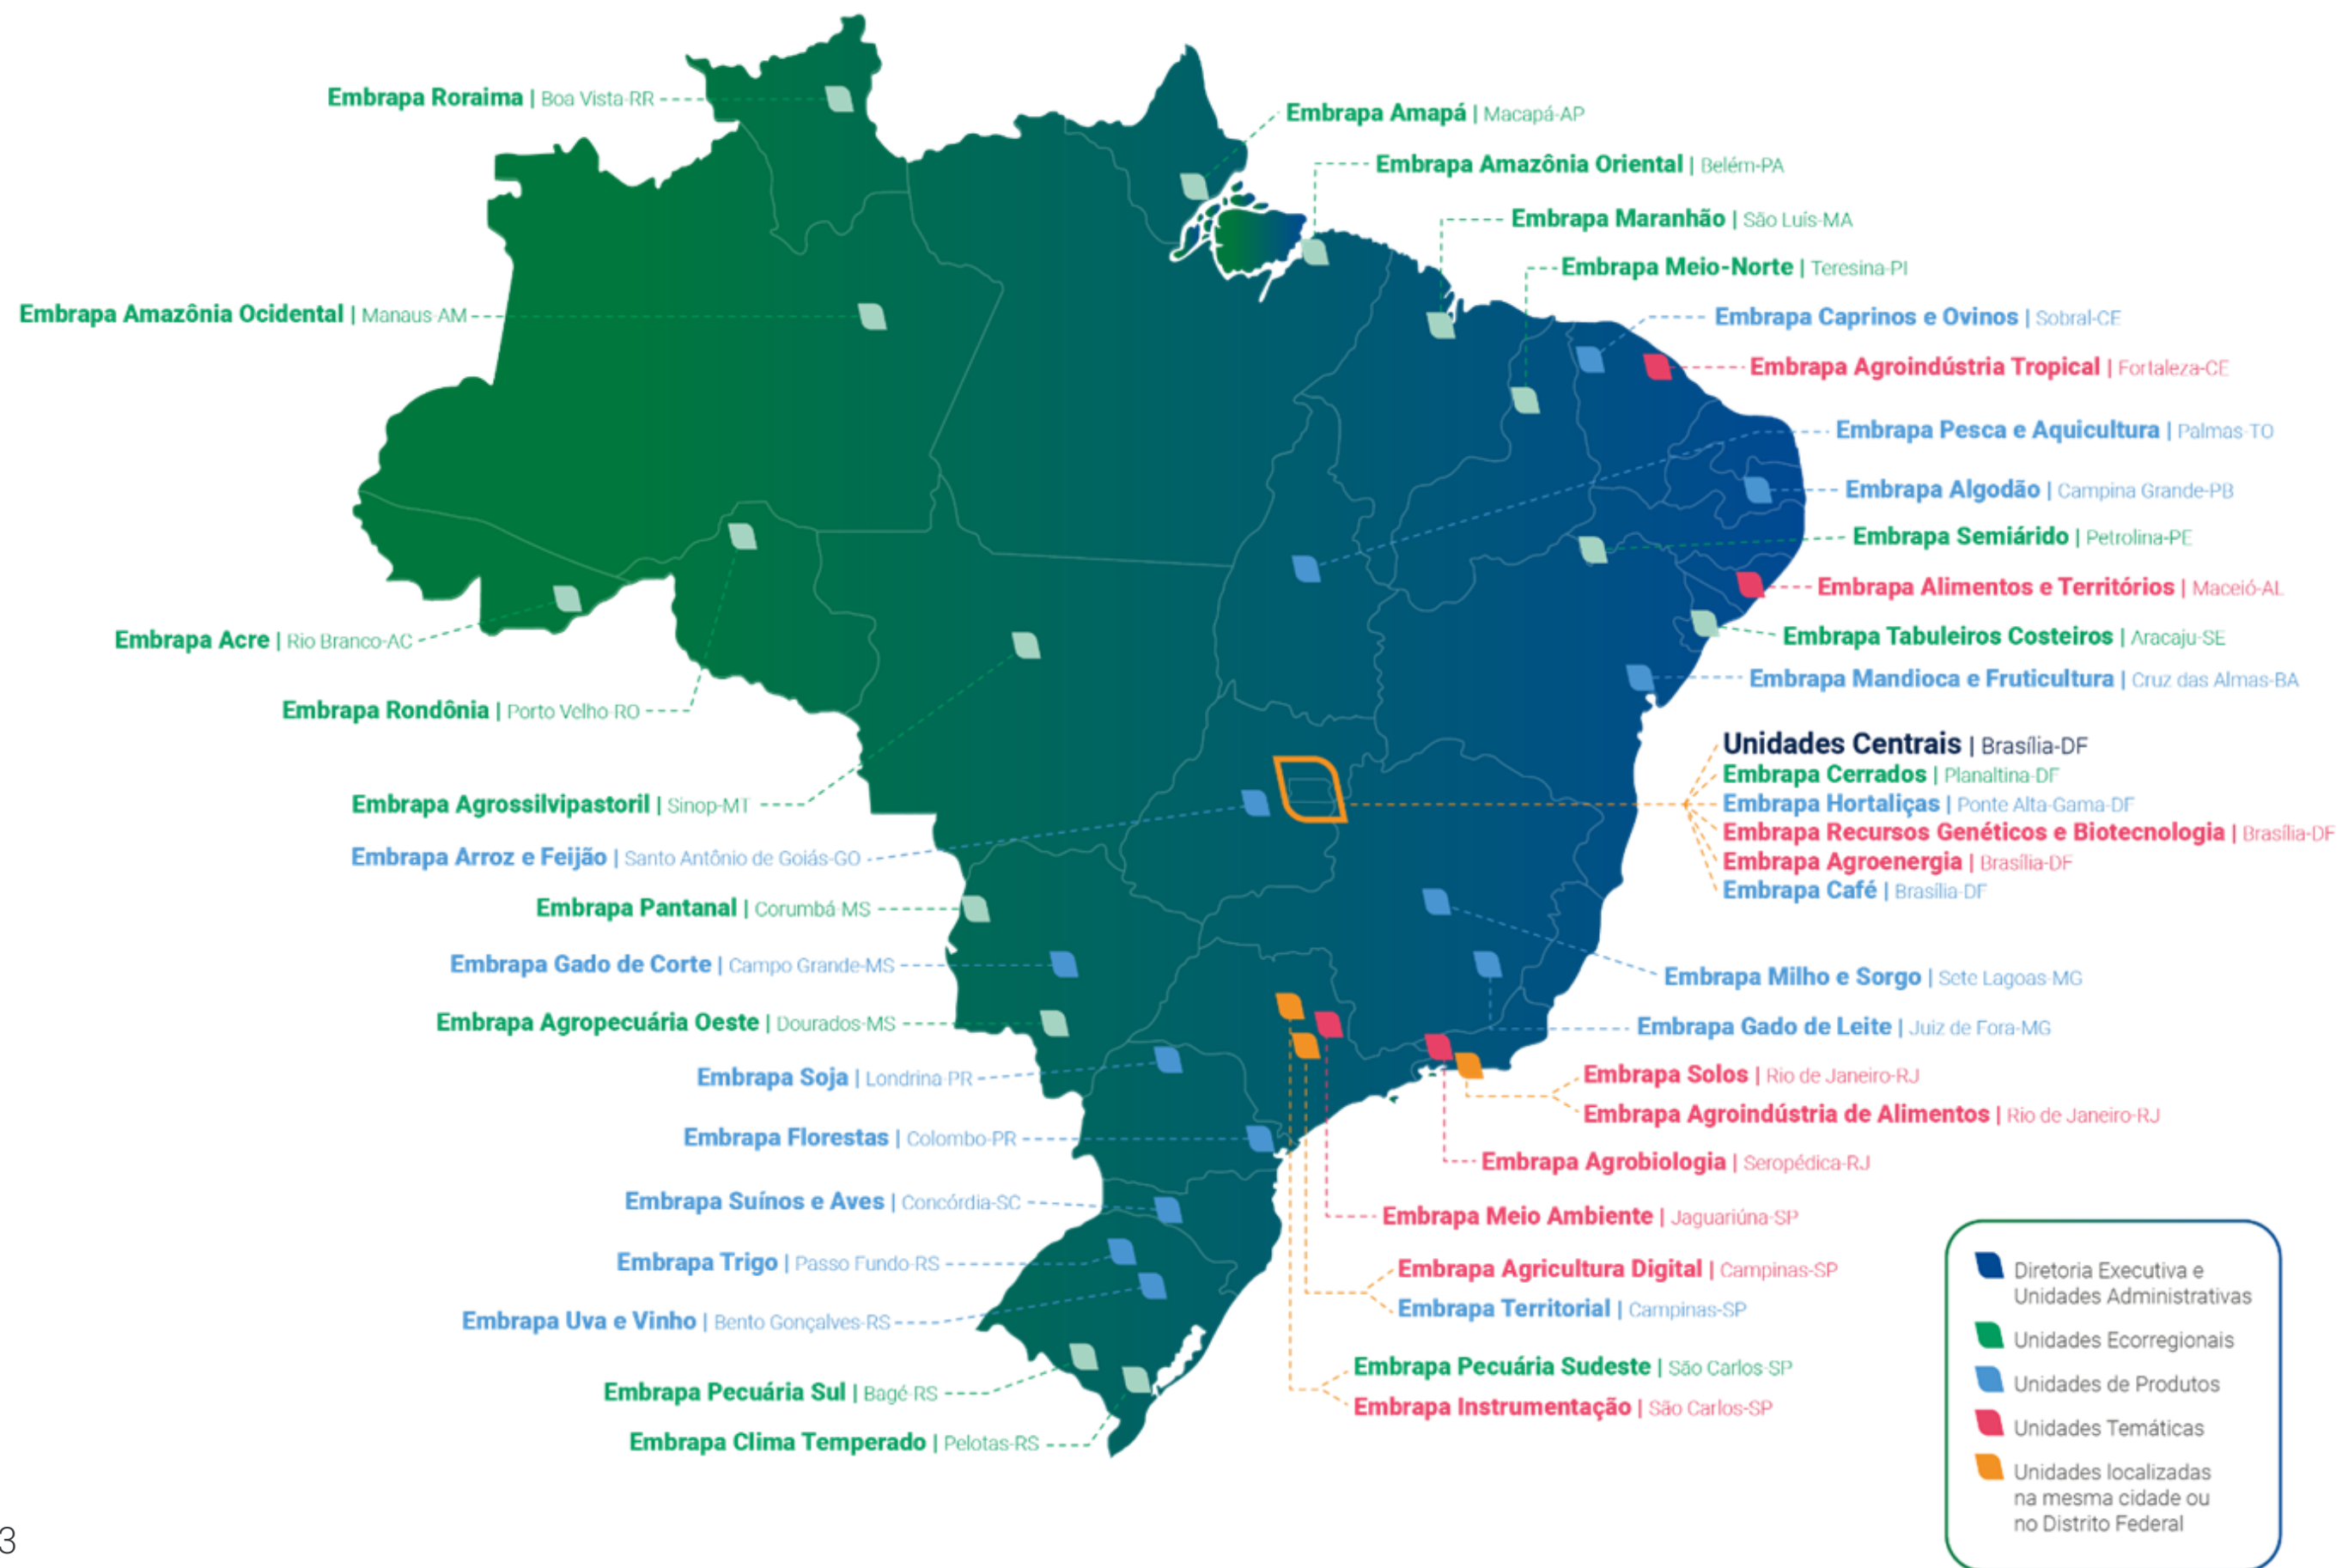 Embrapa Roraima | Boa Vista-RR
Embrapa Amazônia Ocidental | Manaus-AM
Embrapa Acre | Rio Branco-AC
Embrapa Rondônia | Porto Velho-RO
Embrapa Agrossilvipastoril | Sinop-MT
Embrapa Arroz e Feijão | Santo Antônio de Goiás-GO
Embrapa Pantanal | Corumbá-MS
Embrapa Gado de Corte | Campo Grande-MS
Embrapa Agropecuária Oeste | Dourados-MS
Embrapa Soja | Londrina-PR
Embrapa Florestas | Colombo-PR
Embrapa Suínos e Aves | Concórdia-SC
Embrapa Trigo | Passo Fundo-RS
Embrapa Uva e Vinho | Bento Gonçalves-RS
Embrapa Pecuária Sul | Bagé-RS
Embrapa Clima Temperado | Pelotas-RS
Embrapa Amapá | Macapá-AP
Embrapa Amazônia Oriental | Belém-PA
Embrapa Maranhão | São Luís-MA
Embrapa Meio-Norte | Teresina-PI
Embrapa Caprinos e Ovinos | Sobral-CE
Embrapa Agroindústria Tropical | Fortaleza-CE
Embrapa Pesca e Aquicultura | Palmas-TO
Embrapa Algodão | Campina Grande-PB
Embrapa Semiárido | Petrolina-PE
Embrapa Alimentos e Territórios | Maceió-AL
Embrapa Tabuleiros Costeiros | Aracaju-SE
Embrapa Mandioca e Fruticultura | Cruz das Almas-BA
Unidades Centrais | Brasília-DF
Embrapa Cerrados | Planaltina-DF
Embrapa Hortaliças | Ponte Alta-Gama-DF
Embrapa Recursos Genéticos e Biotecnologia | Brasília-DF
Embrapa Agroenergia | Brasília-DF
Embrapa Café | Brasília-DF
Embrapa Milho e Sorgo | Sete Lagoas-MG
Embrapa Gado de Leite | Juiz de Fora-MG
Embrapa Solos | Rio de Janeiro-RJ
Embrapa Agroindústria de Alimentos | Rio de Janeiro-RJ
Embrapa Agrobiologia | Seropédica-RJ
Embrapa Meio Ambiente | Jaguariúna-SP
Embrapa Agricultura Digital | Campinas-SP
Embrapa Territorial | Campinas-SP
Embrapa Pecuária Sudeste | São Carlos-SP
Embrapa Instrumentação | São Carlos-SP
Diretoria Executiva e
Unidades Administrativas
Unidades Ecorregionais
Unidades de Produtos
Unidades Temáticas
Unidades localizadas
na mesma cidade ou
no Distrito Federal
3